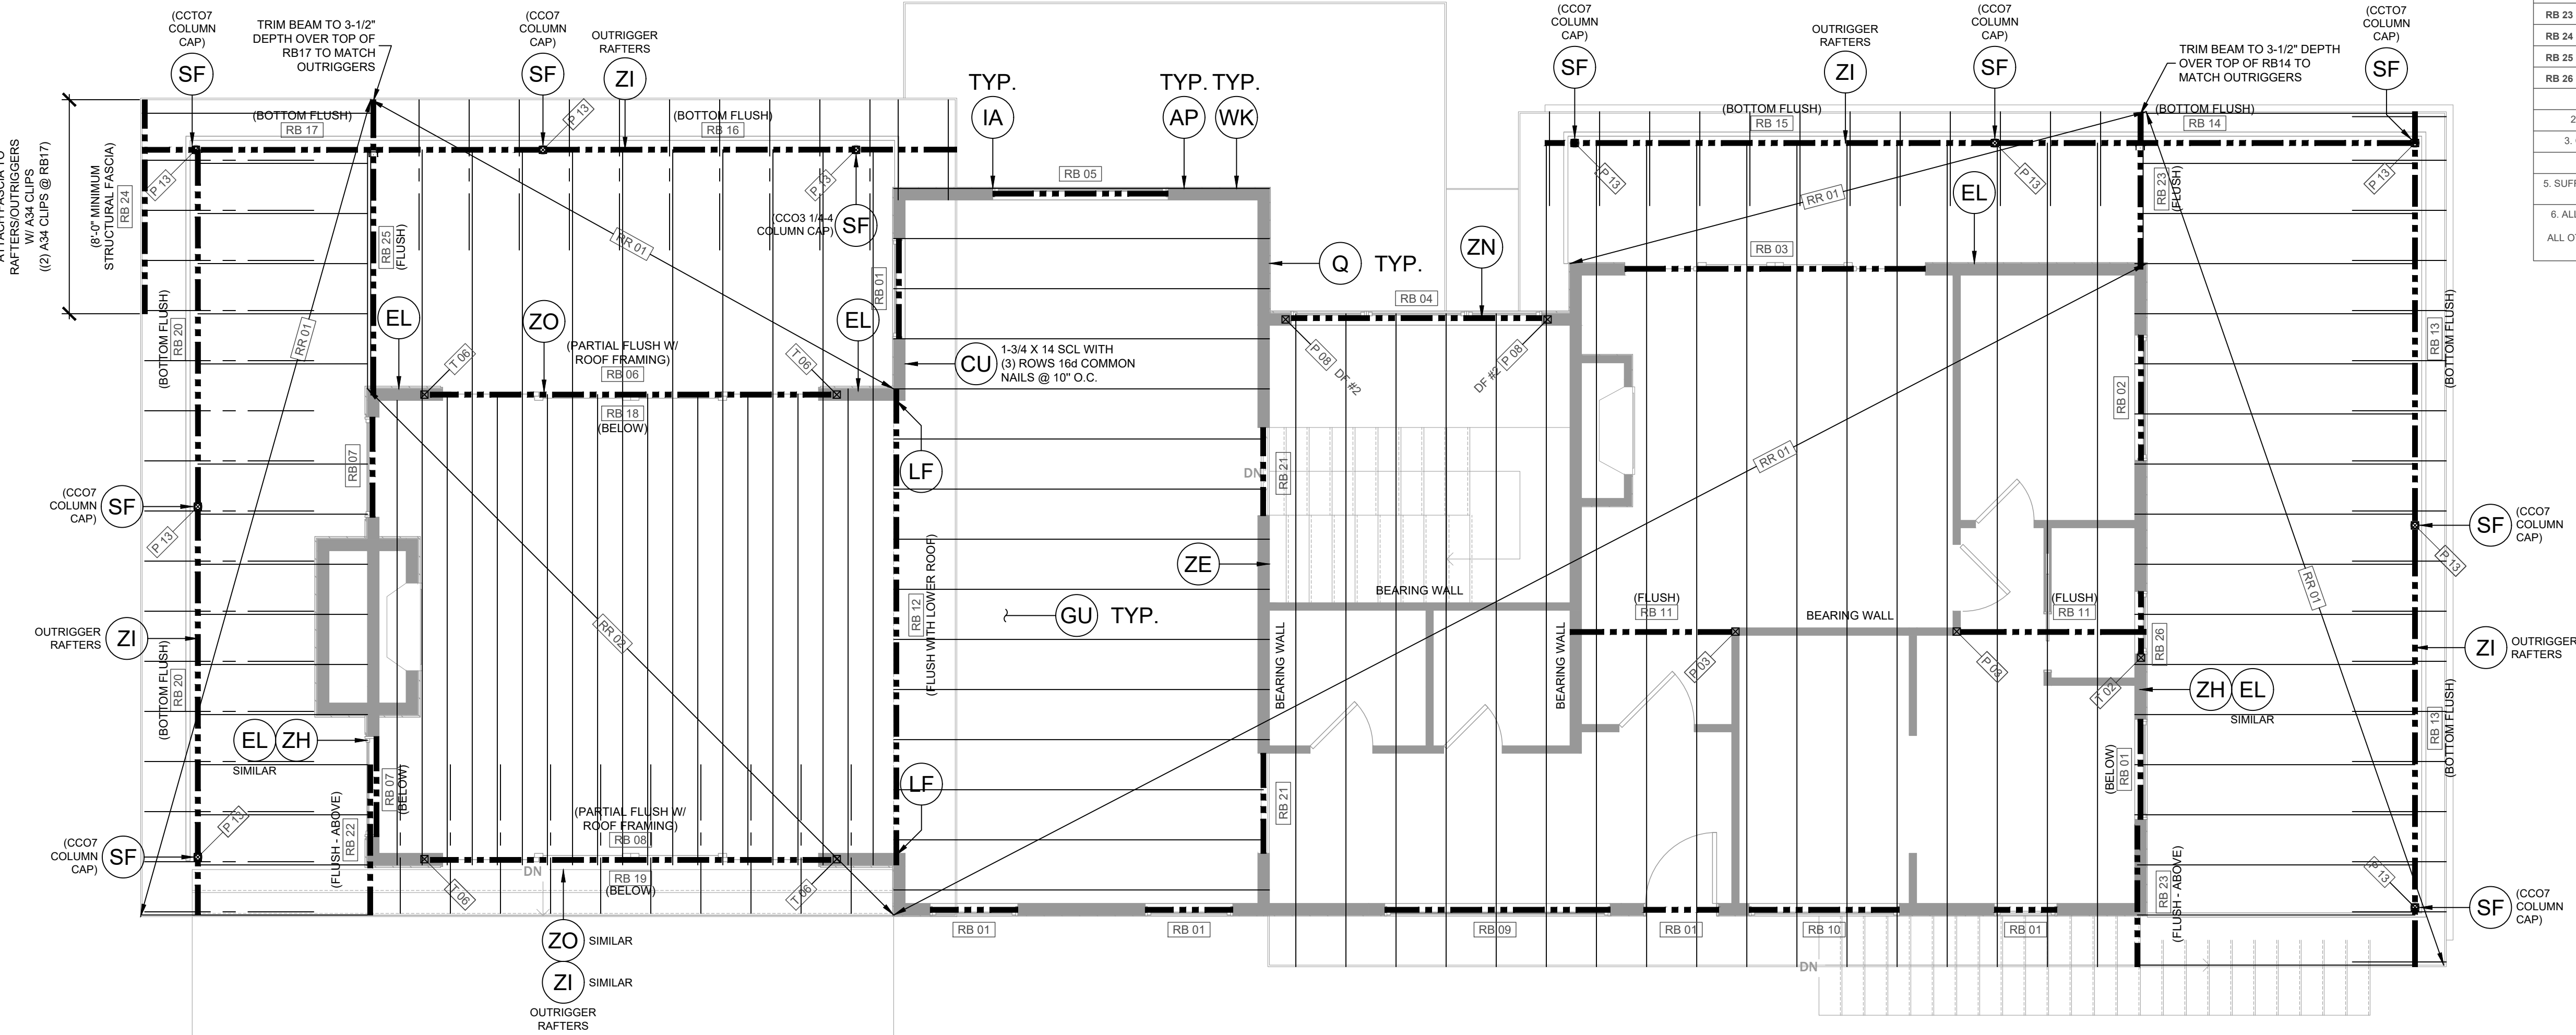 (CCTO7
COLUMN
CAP)
SF
TRIM BEAM TO 3-1/2"
DEPTH OVER TOP OF
RB17 TO MATCH
OUTRIGGERS
(CCO7
COLUMN
CAP)
SF
OUTRIGGER
RAFTERS
ZI
TYP.
IA
TYP.
AP
TYP.
WK
(CCO7
COLUMN
CAP)
SF
OUTRIGGER
RAFTERS
ZI
(CCO7
COLUMN
CAP)
SF
TRIM BEAM TO 3-1/2" DEPTH
OVER TOP OF RB14 TO
MATCH OUTRIGGERS
(CCTO7
COLUMN
CAP)
SF
RB 23
RB 24
RB 25
RB 26
2
3.
5. SUFF
6. ALL
ALL OT
RAFTERS/OUTRIGGERS
W/ A34 CLIPS
((2) A34 CLIPS @ RB17)
(8'-0" MINIMUM
STRUCTURAL FASCIA)
RB 24
(BOTTOM FLUSH)
RB 17
P 13
P 13
(BOTTOM FLUSH)
RB 16
P 13
(CCO3 1/4-4
COLUMN CAP)
SF
RB 25
(FLUSH)
RR 01
RR 01
RB 01
RB 05
(BOTTOM FLUSH)
RB 15
P 13
P 13
RR 01
(BOTTOM FLUSH)
RB 14
P 13
RB 23
(FLUSH)
EL
RB 03
Q
TYP.
ZN
RB 04
P 08
DF #2
P 08
DF #2
(BOTTOM FLUSH)
RB 20
EL
ZO
(PARTIAL FLUSH W/
ROOF FRAMING)
RB 06
T 06
T 06
EL
RB 18
(BELOW)
CU
1-3/4 X 14 SCL WITH
(3) ROWS 16d COMMON
NAILS @ 10" O.C.
LF
RB 07
RB 21
DN
RR 01
RB 02
RB 13
(BOTTOM FLUSH)
(CCO7
COLUMN
CAP)
SF
P 13
SF
(CCO7
COLUMN
CAP)
P 13
OUTRIGGER
RAFTERS
ZI
(BOTTOM FLUSH)
RB 20
RR 02
RB 12
(FLUSH WITH LOWER ROOF)
GU
TYP.
ZE
BEARING WALL
BEARING WALL
BEARING WALL
(FLUSH)
RB 11
P 03
BEARING WALL
P 03
(FLUSH)
RB 11
RB 26
T 02
RR 01
ZI
OUTRIGGER
RAFTERS
ZH
EL
SIMILAR
RB 13
(BOTTOM FLUSH)
EL
ZH
SIMILAR
RB 07
(BELOW)
(FLUSH - ABOVE)
RB 22
(PARTIAL FLUSH W/
ROOF FRAMING)
RB 08
LF
RB 21
(BELOW)
RB 01
RB 23
(FLUSH - ABOVE)
(CCO7
COLUMN
CAP)
SF
P 13
T 06
DN
RB 19
(BELOW)
T 06
P 13
SF
(CCO7
COLUMN
CAP)
RB 01
RB 01
RB 09
RB 01
RB 10
RB 01
DN
ZO
SIMILAR
ZI
SIMILAR
OUTRIGGER
RAFTERS